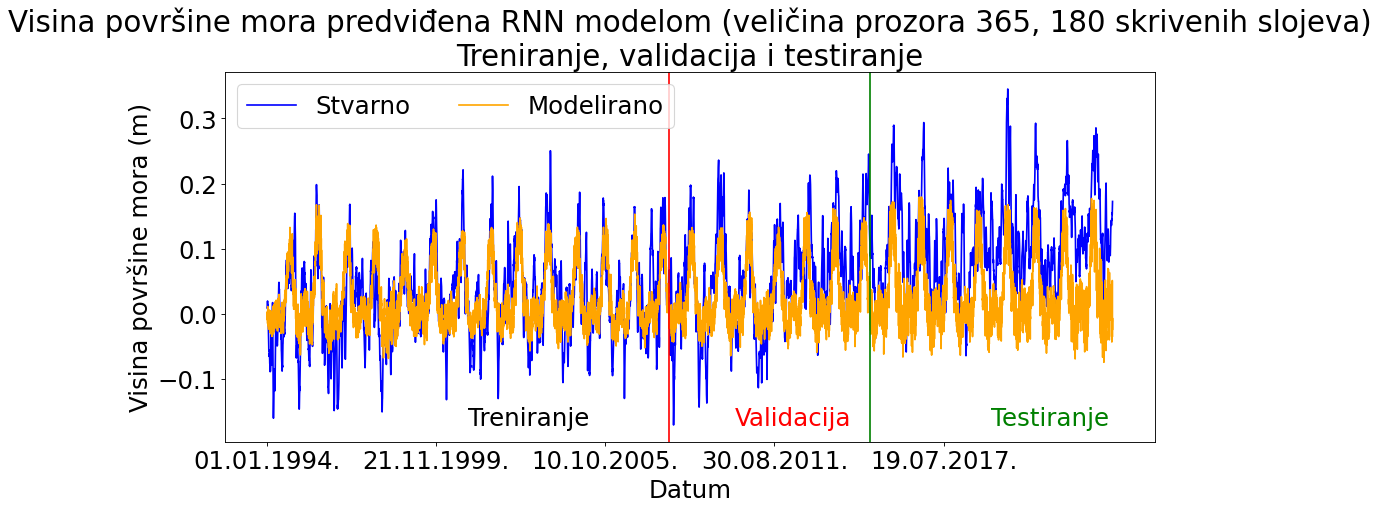 Visina površine mora predviđena RNN modelom (veličina prozora 365, 180 skrivenih slojeva)
Treniranje, validacija i testiranje
Stvarno
Modelirano
Visina površine mora (m)
0.3
0.2
0.1
0.0
−0.1
Treniranje
Validacija
Testiranje
01.01.1994.
21.11.1999.
10.10.2005.
30.08.2011.
19.07.2017.
Datum